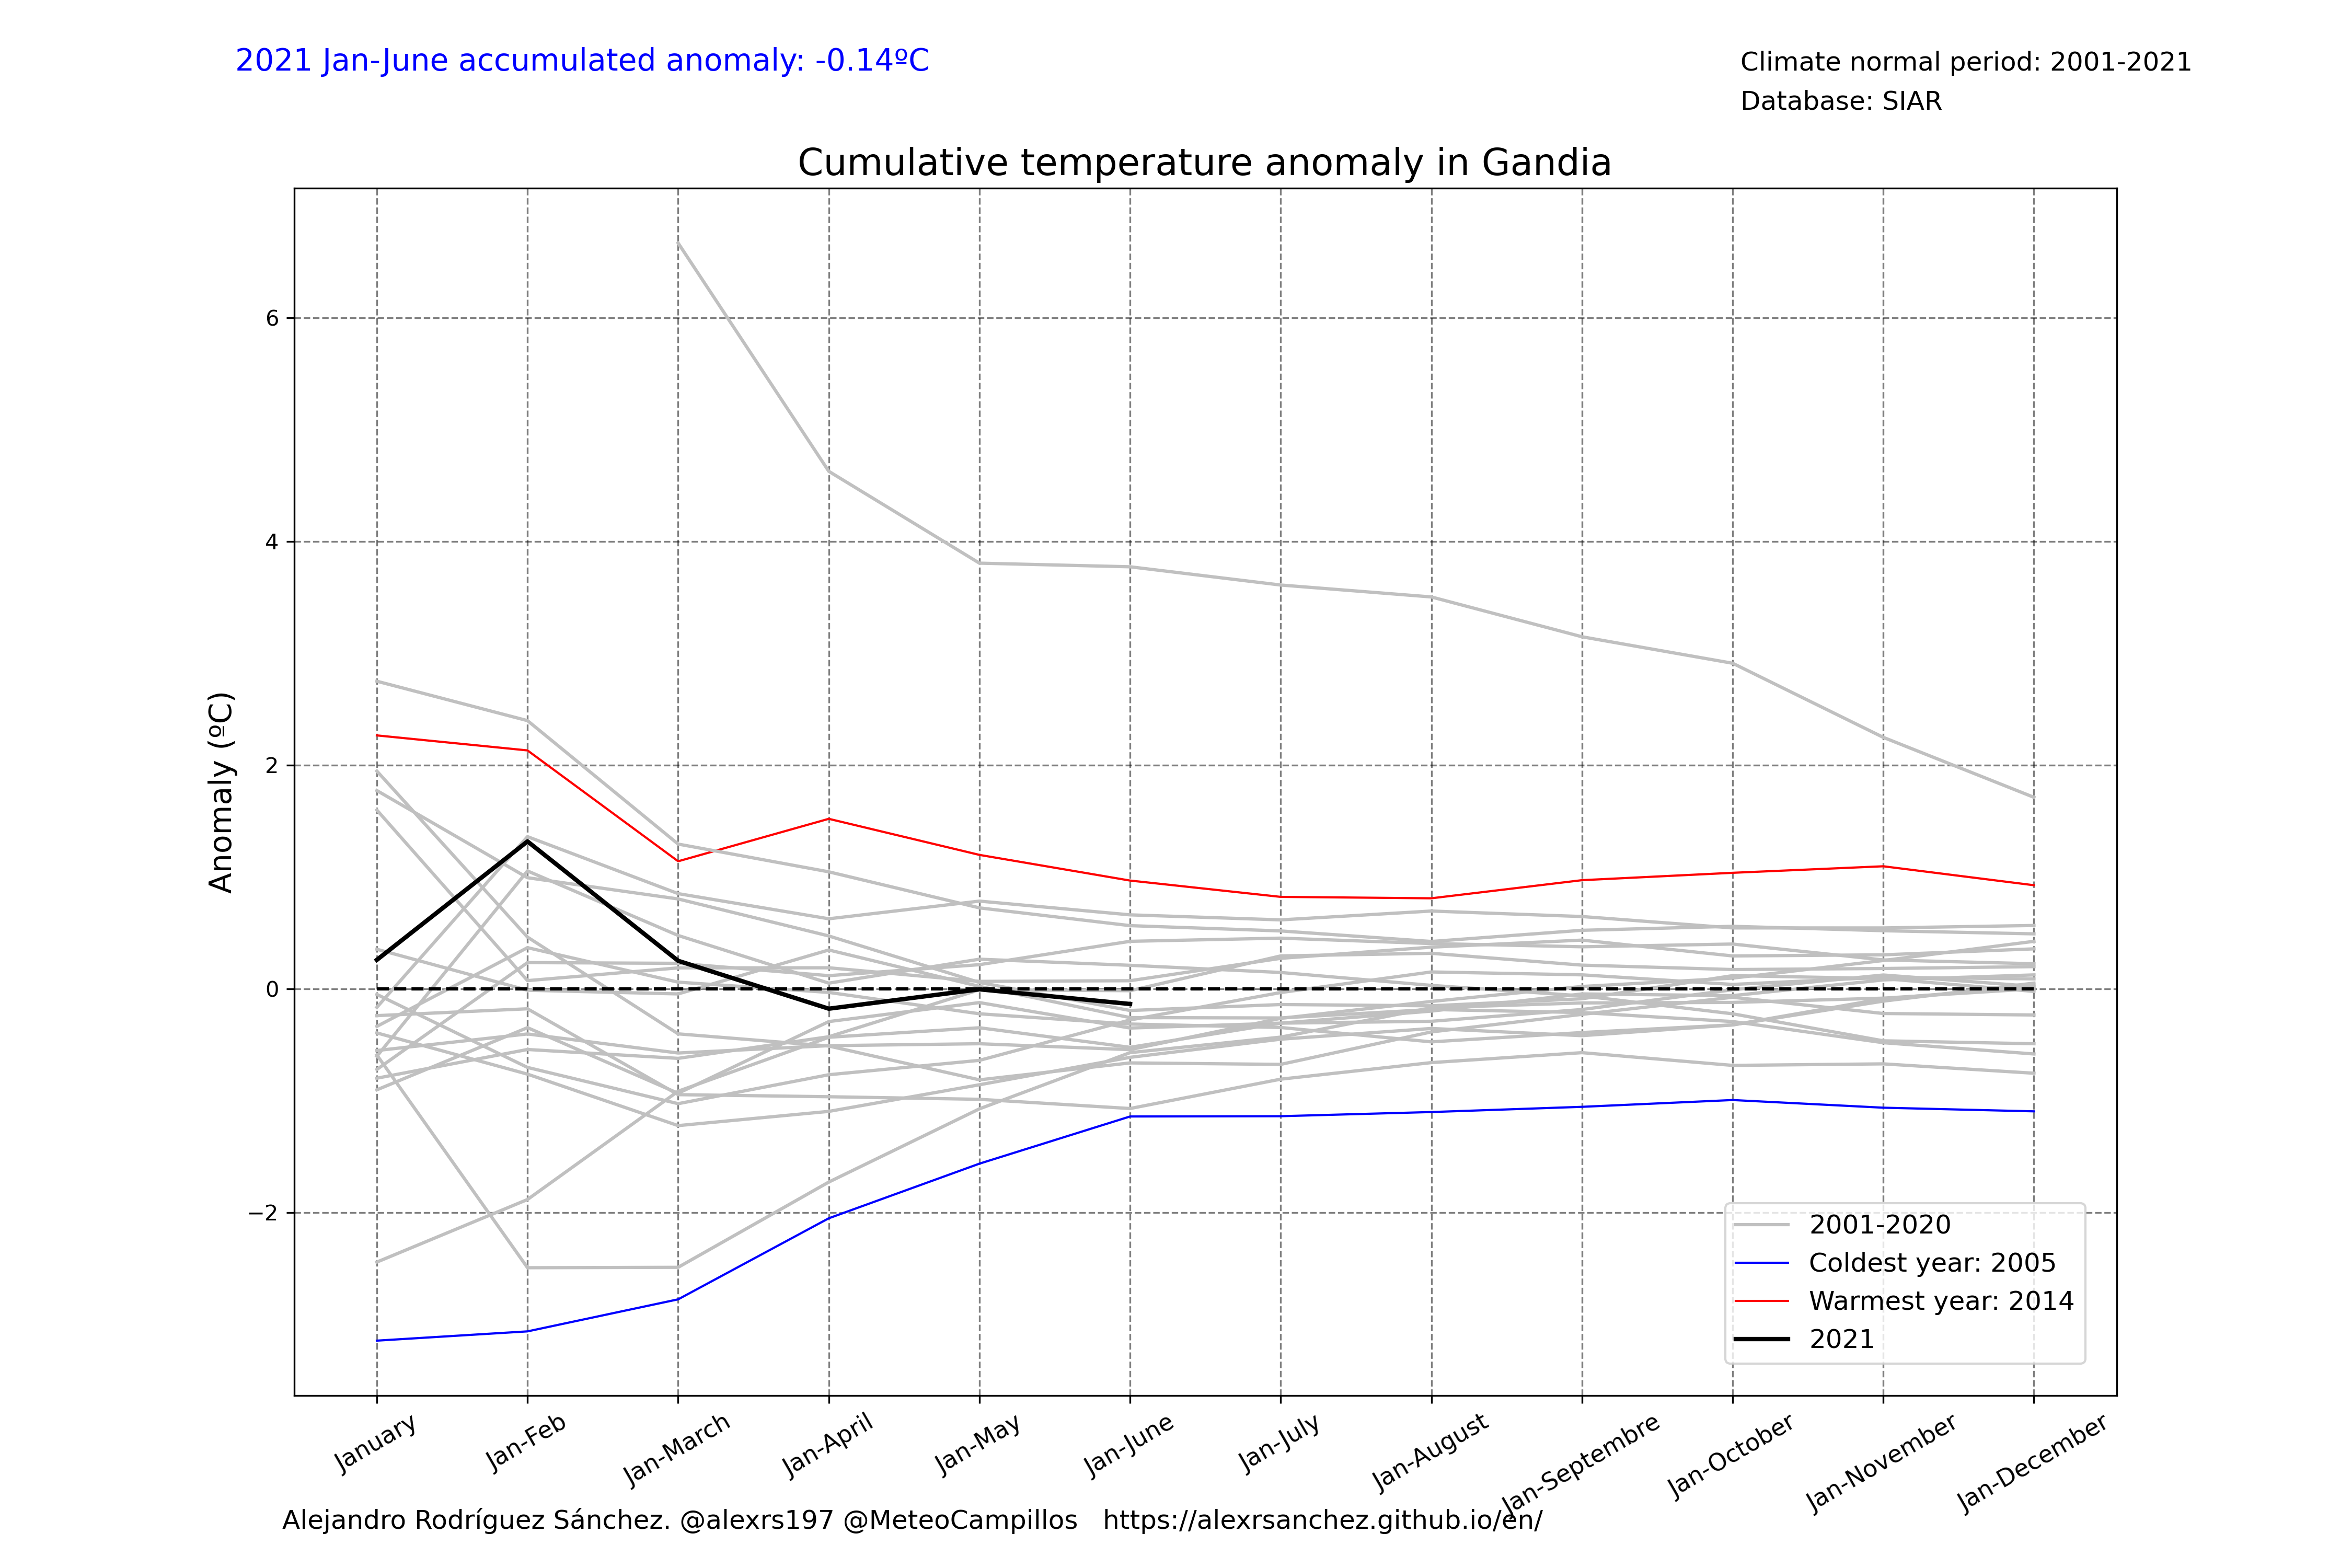 2021 Jan-June accumulated anomaly: -0.14ºC
Climate normal period: 2001-2021
Database: SIAR
Cumulative temperature anomaly in Gandia
Anomaly (ºC)
6
4
2
0
−2
2001-2020
Coldest year: 2005
Warmest year: 2014
2021
January
Jan-Feb
Jan-March
Jan-April
Jan-May
Jan-June
Jan-July
Jan-August
Jan-Septembre
Jan-October
Jan-November
Jan-December
Alejandro Rodríguez Sánchez. @alexrs197 @MeteoCampillos   https://alexrsanchez.github.io/en/